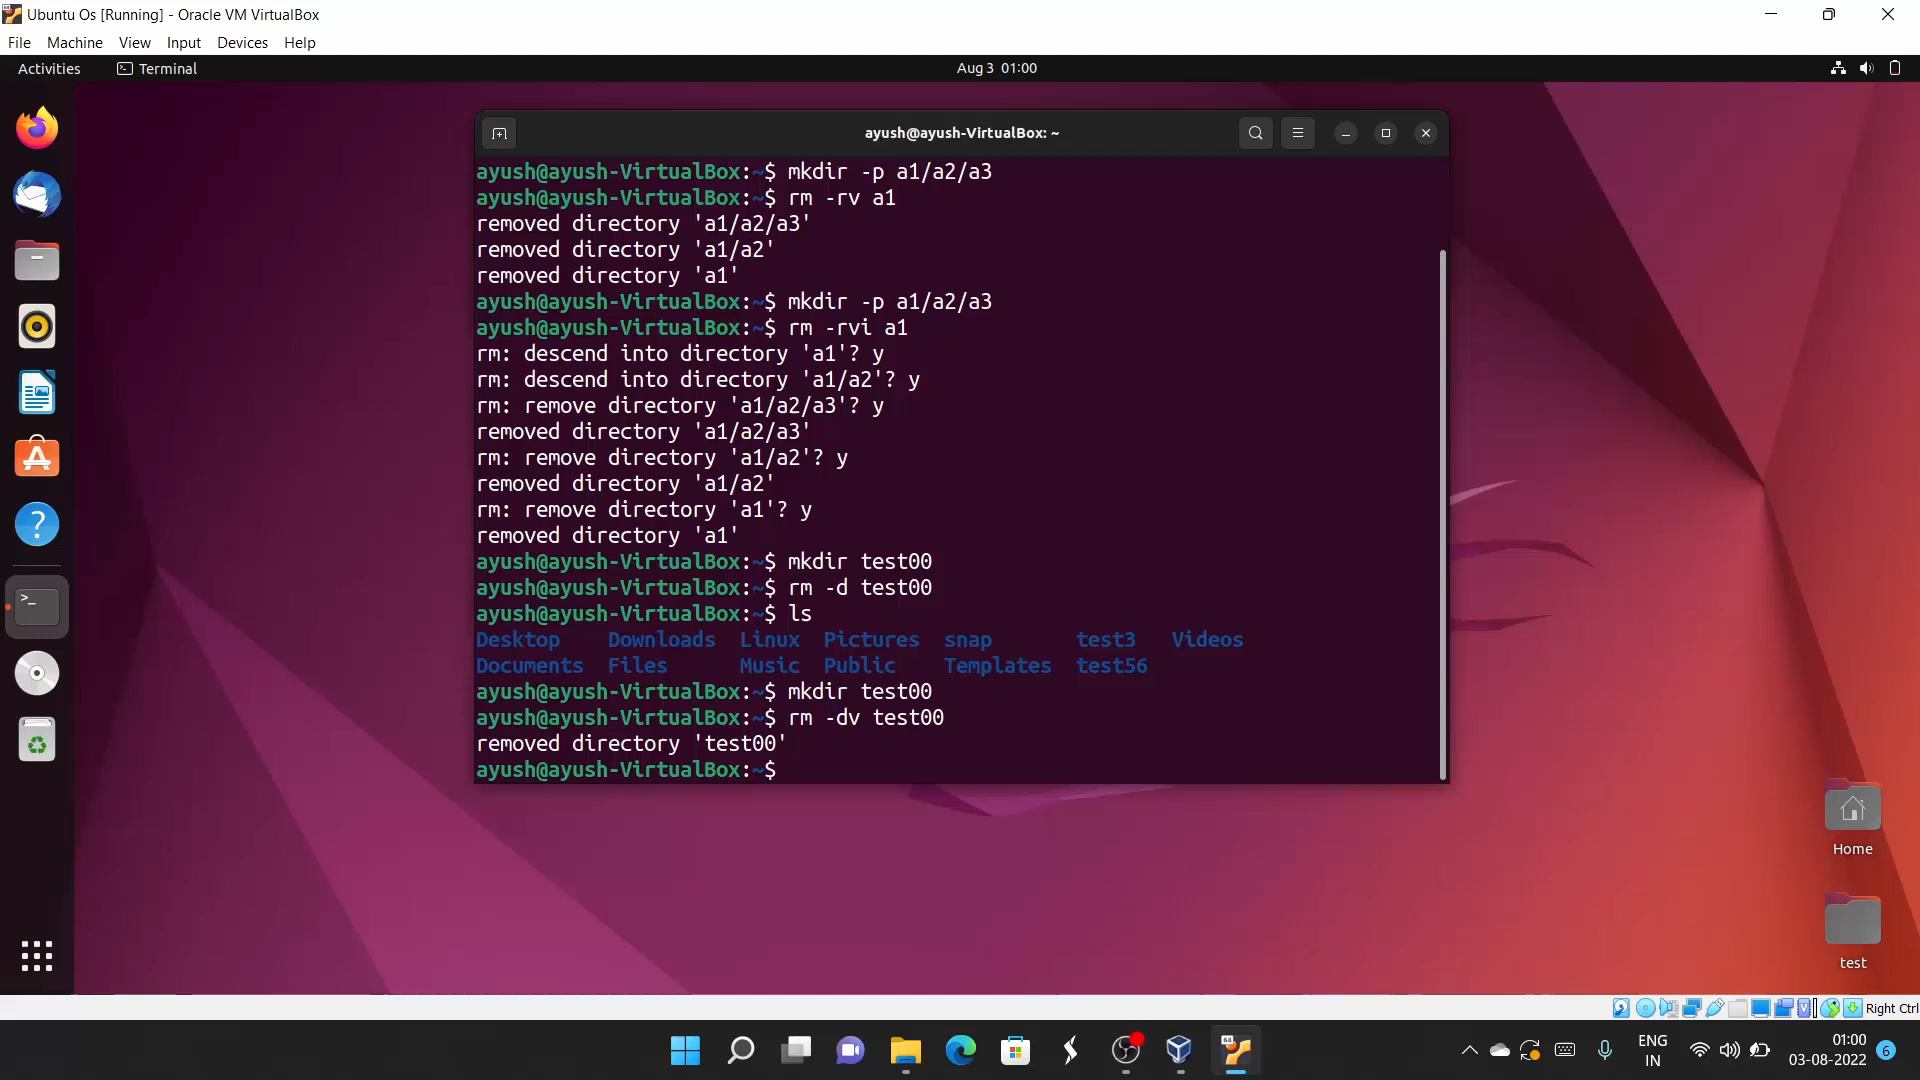 Ubuntu Os [Running] - Oracle VM VirtualBox
File Machine View Input Devices Help
Activities Terminal Aug 3 01:00
ayush@ayush-VirtualBox: ~
ayush@ayush-VirtualBox:~$ mkdir -p a1/a2/a3
ayush@ayush-VirtualBox:~$ rm -rv a1
removed directory 'a1/a2/a3'
removed directory 'a1/a2'
removed directory 'a1'
ayush@ayush-VirtualBox:~$ mkdir -p a1/a2/a3
ayush@ayush-VirtualBox:~$ rm -rvi a1
rm: descend into directory 'a1'? y
rm: descend into directory 'a1/a2'? y
rm: remove directory 'a1/a2/a3'? y
removed directory 'a1/a2/a3'
rm: remove directory 'a1/a2'? y
removed directory 'a1/a2'
rm: remove directory 'a1'? y
removed directory 'a1'
ayush@ayush-VirtualBox:~$ mkdir test00
ayush@ayush-VirtualBox:~$ rm -d test00
ayush@ayush-VirtualBox:~$ ls
Desktop Downloads Linux Pictures snap test3 Videos
Documents Files Music Public Templates test56
ayush@ayush-VirtualBox:~$ mkdir test00
ayush@ayush-VirtualBox:~$ rm -dv test00
removed directory 'test00'
ayush@ayush-VirtualBox:~$
Home
test
Right Ctrl
ENG
IN
01:00
03-08-2022
6